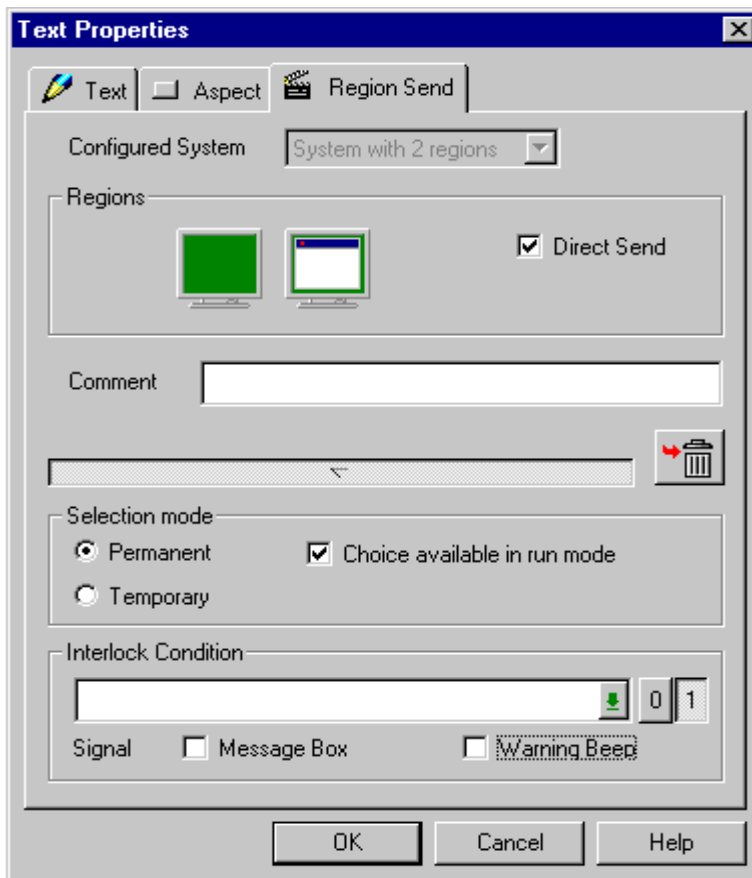 Text Properties
Text Aspect Region Send
Configured System System with 2 regions
Regions
Direct Send
Comment
Selection mode
Permanent Choice available in run mode
Temporary
Interlock Condition
0 1
Signal Message Box Warning Beep
OK Cancel Help